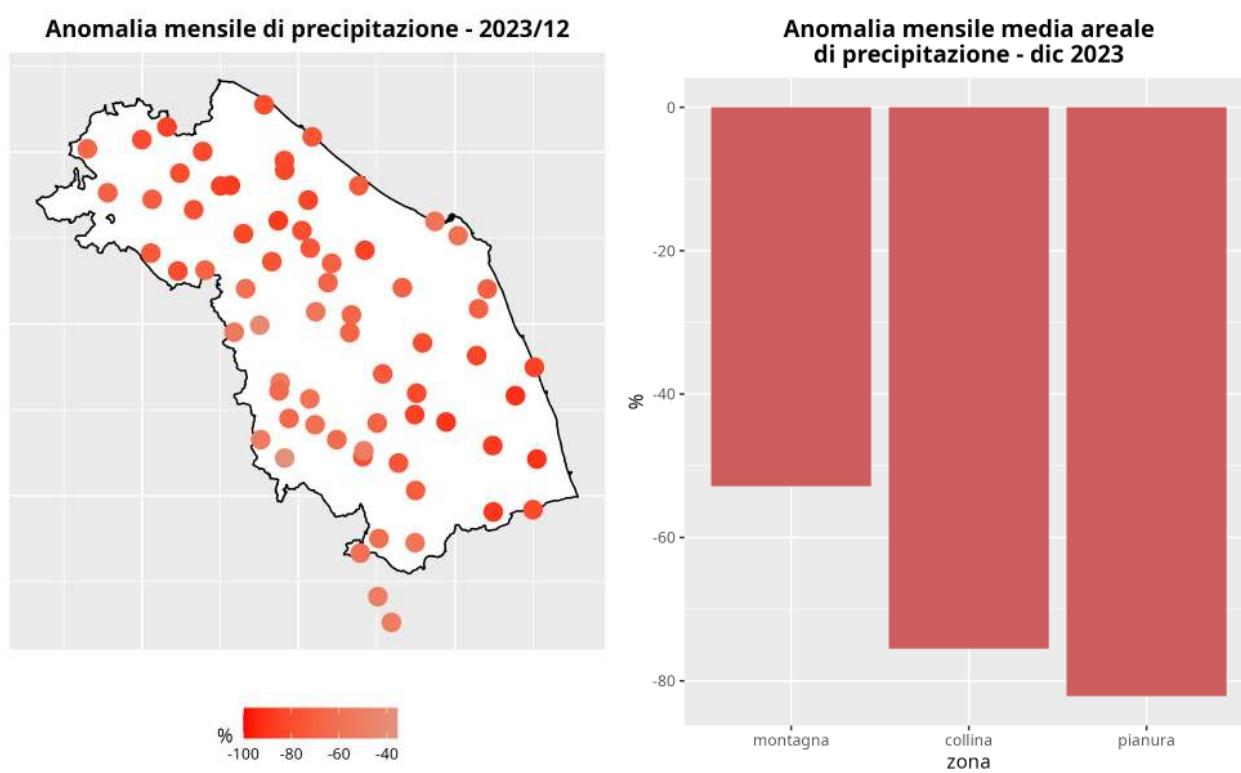 Anomalia mensile di precipitazione - 2023/12
%
-100 -80 -60 -40
Anomalia mensile media areale
di precipitazione - dic 2023
0
-20
-40
-60
-80
%
montagna collina pianura
zona